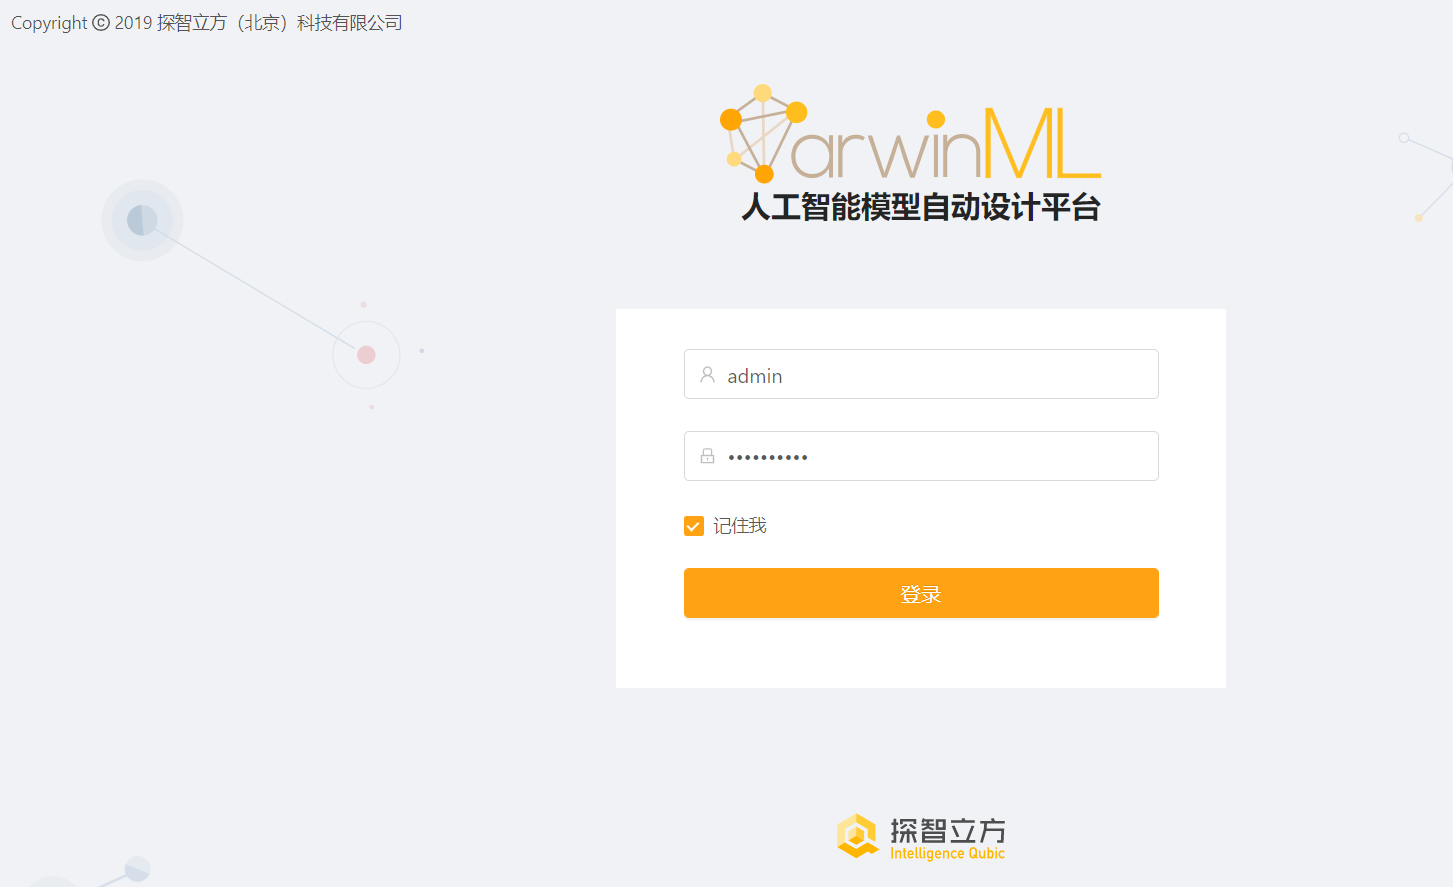 Copyright © 2019 探智立方（北京）科技有限公司
DarwinML
人工智能模型自动设计平台
admin
••••••••••
记住我
登录
探智立方
Intelligence Qubic